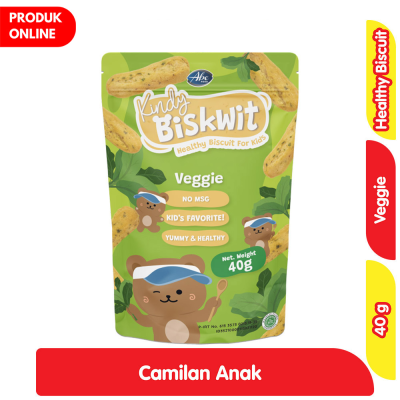 PRODUK
ONLINE
Abe
Kindy
BiSKWit
Healthy Biscuit For Kids
Veggie
NO MSG
KID'S FAVORITE!
YUMMY & HEALTHY
Net. Weight
40g
Healthy Biscuit
Veggie
40 g
Camilan Anak